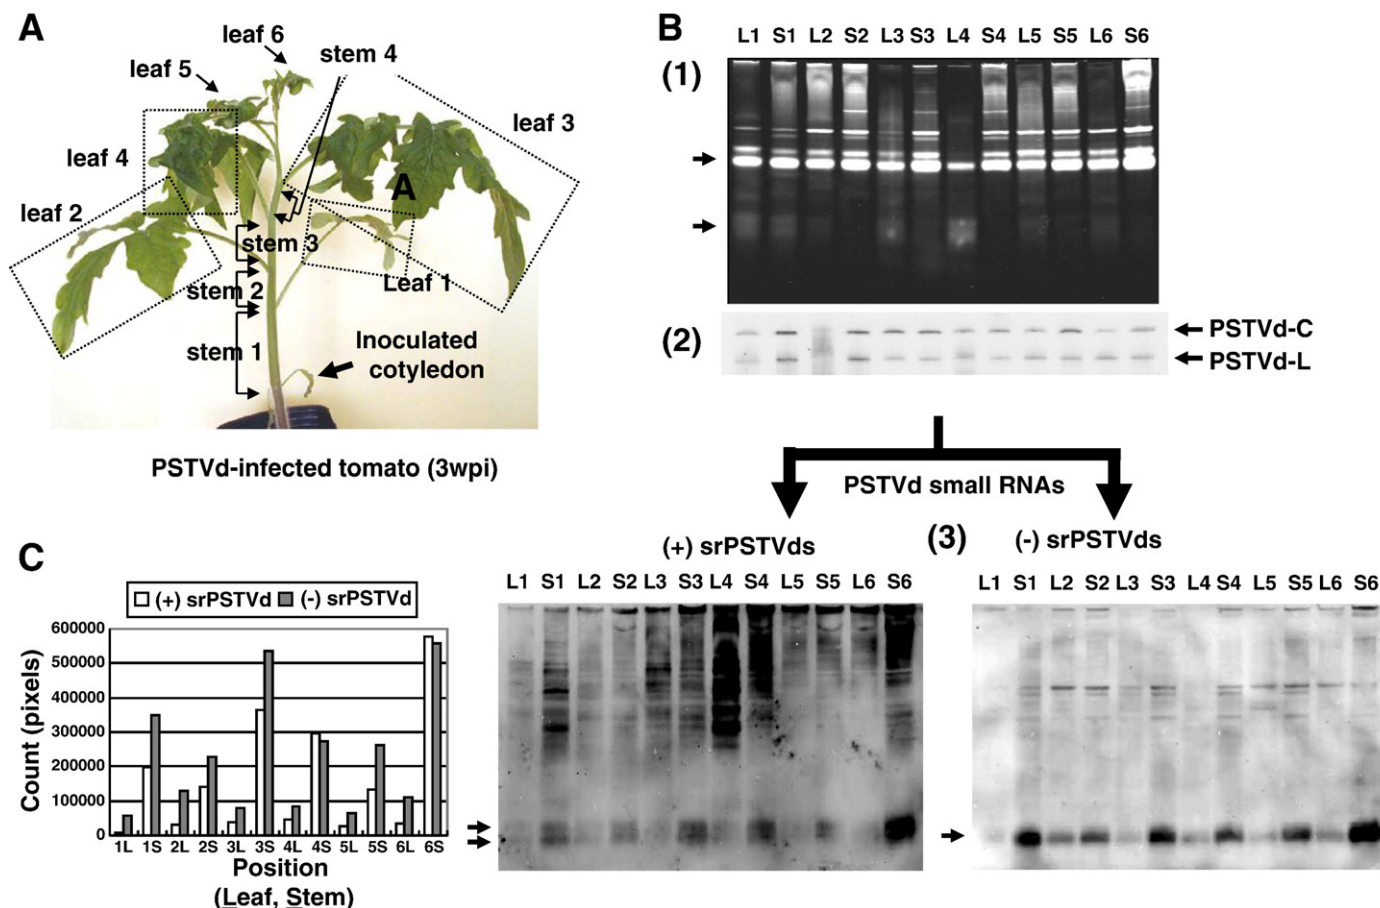 A
leaf 6
leaf 5
stem 4
leaf 3
leaf 4
A
leaf 2
stem 3
Leaf 1
stem 2
stem 1
Inoculated
cotyledon
PSTVd-infected tomato (3wpi)
B
L1 S1 L2 S2 L3 S3 L4 S4 L5 S5 L6 S6
(1)
(2)
PSTVd-C
PSTVd-L
PSTVd small RNAs
(3)
(+) srPSTVds
(-) srPSTVds
L1 S1 L2 S2 L3 S3 L4 S4 L5 S5 L6 S6
L1 S1 L2 S2 L3 S3 L4 S4 L5 S5 L6 S6
C
(+) srPSTVd (-) srPSTVd
600000
500000
400000
300000
200000
100000
0
Count (pixels)
1L 1S 2L 2S 3L 3S 4L 4S 5L 5S 6L 6S
Position
(Leaf, Stem)